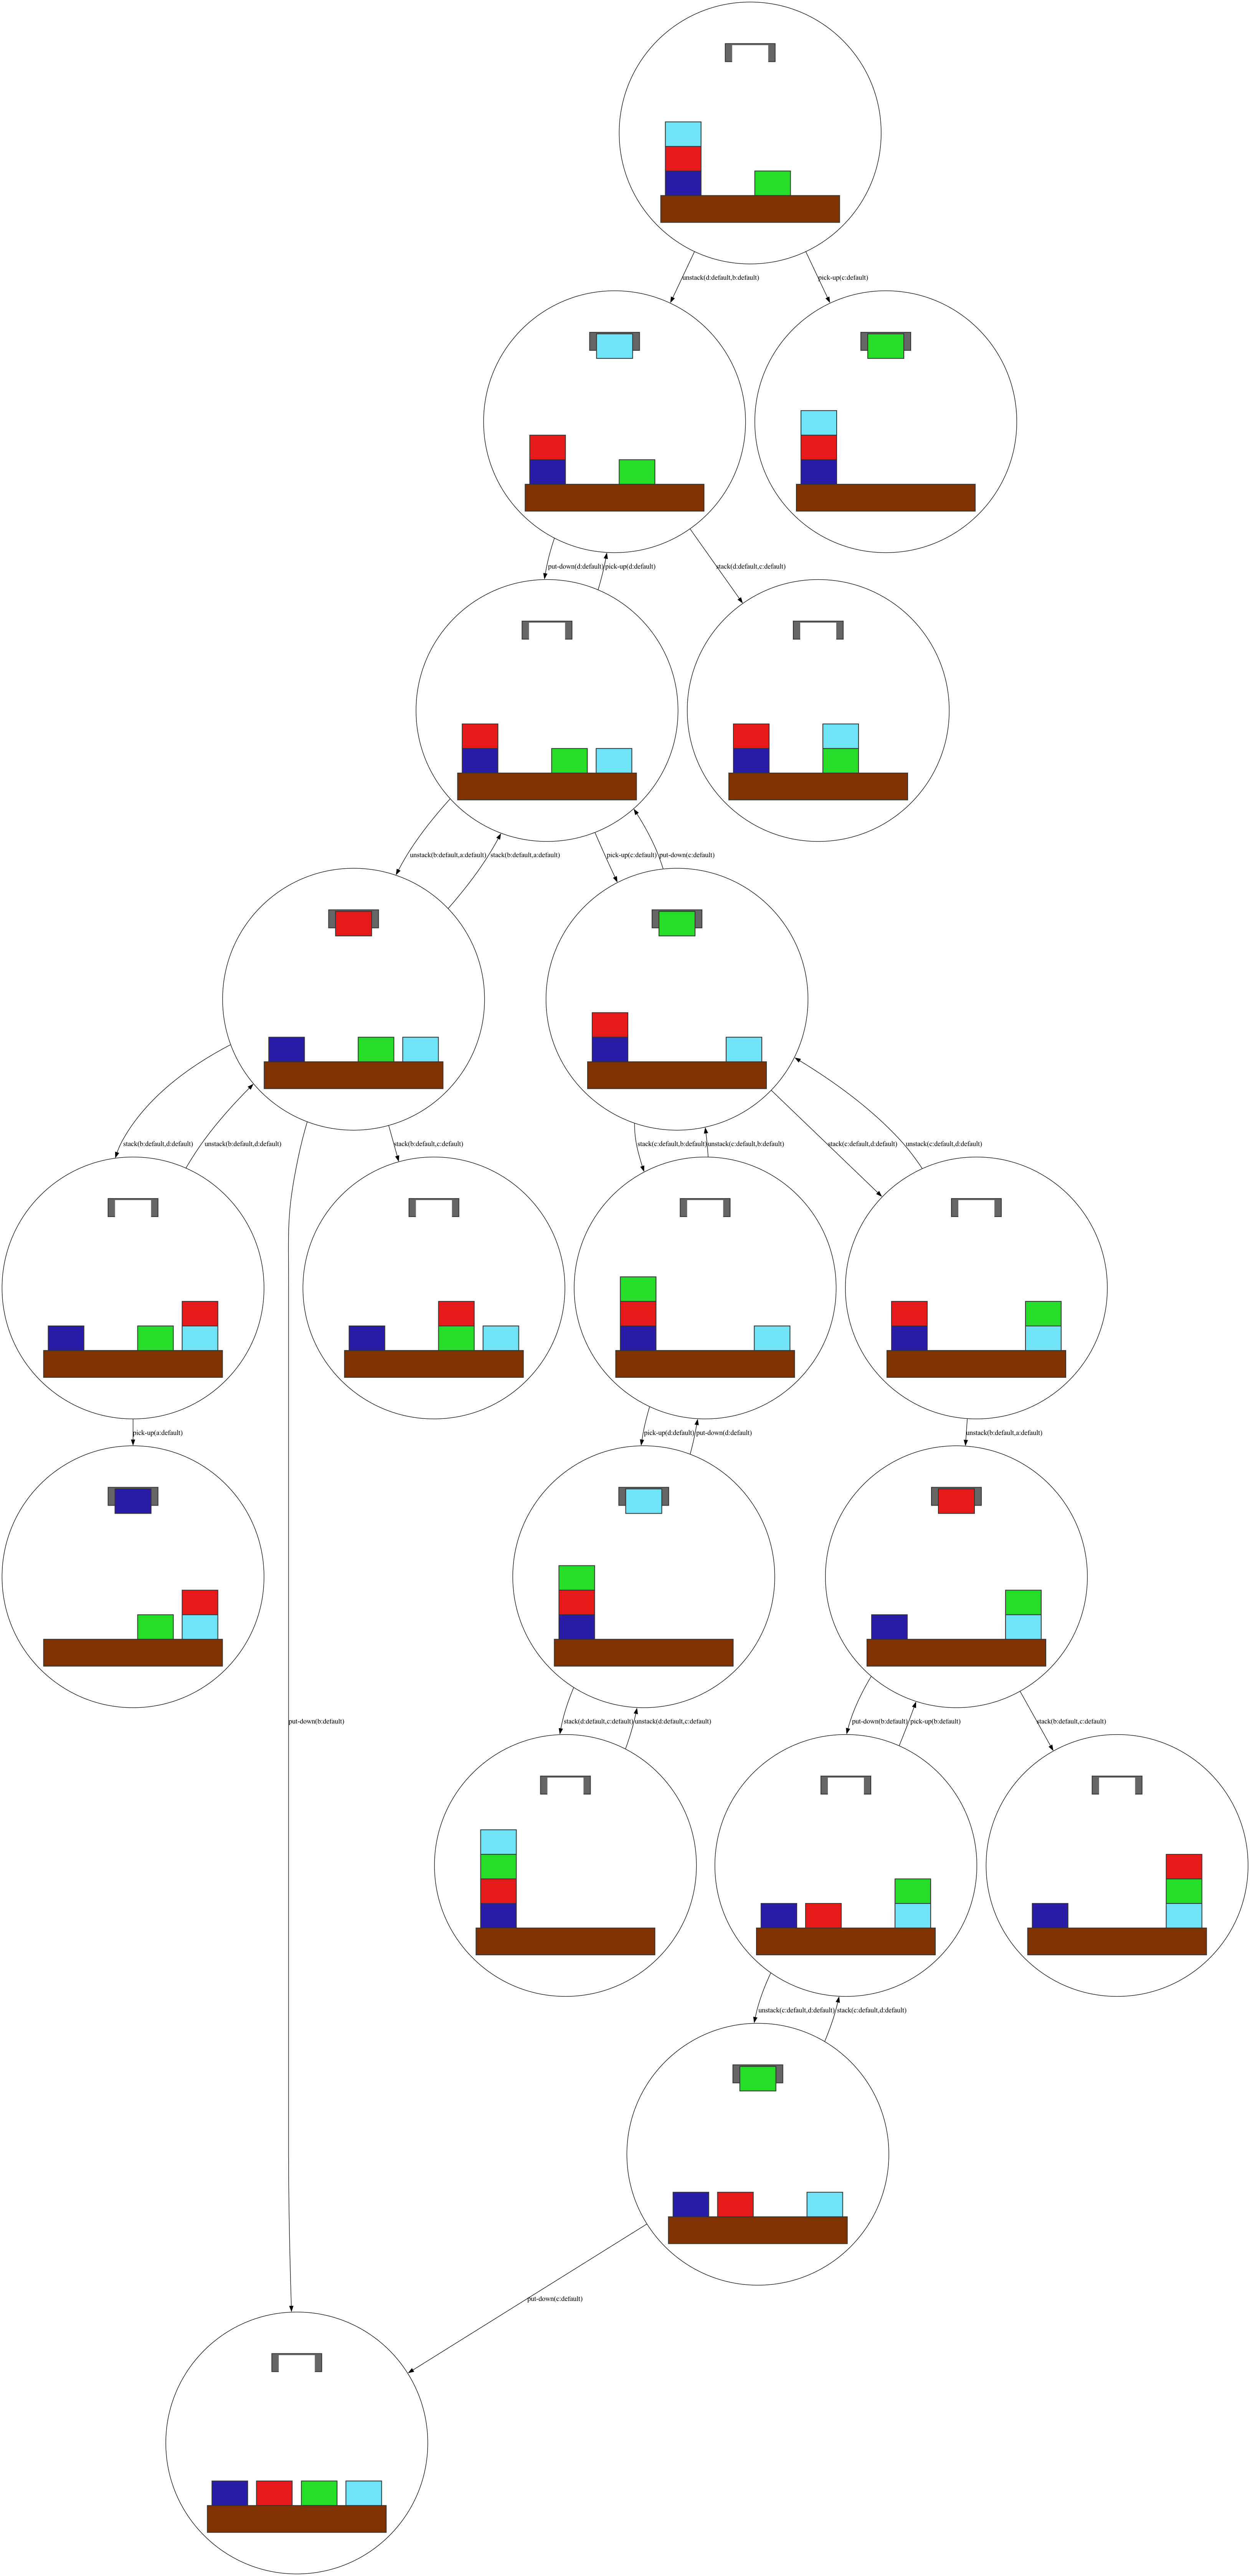 unstack(d:default,b:default)
pick-up(c:default)
put-down(d:default)
pick-up(d:default)
stack(d:default,c:default)
unstack(b:default,a:default)
stack(b:default,a:default)
pick-up(c:default)
put-down(c:default)
stack(b:default,d:default)
unstack(b:default,d:default)
stack(b:default,c:default)
stack(c:default,b:default)
unstack(c:default,b:default)
stack(c:default,d:default)
unstack(c:default,d:default)
pick-up(a:default)
pick-up(d:default)
put-down(d:default)
unstack(b:default,a:default)
put-down(b:default)
stack(d:default,c:default)
unstack(d:default,c:default)
put-down(b:default)
pick-up(b:default)
stack(b:default,c:default)
unstack(c:default,d:default)
stack(c:default,d:default)
put-down(c:default)